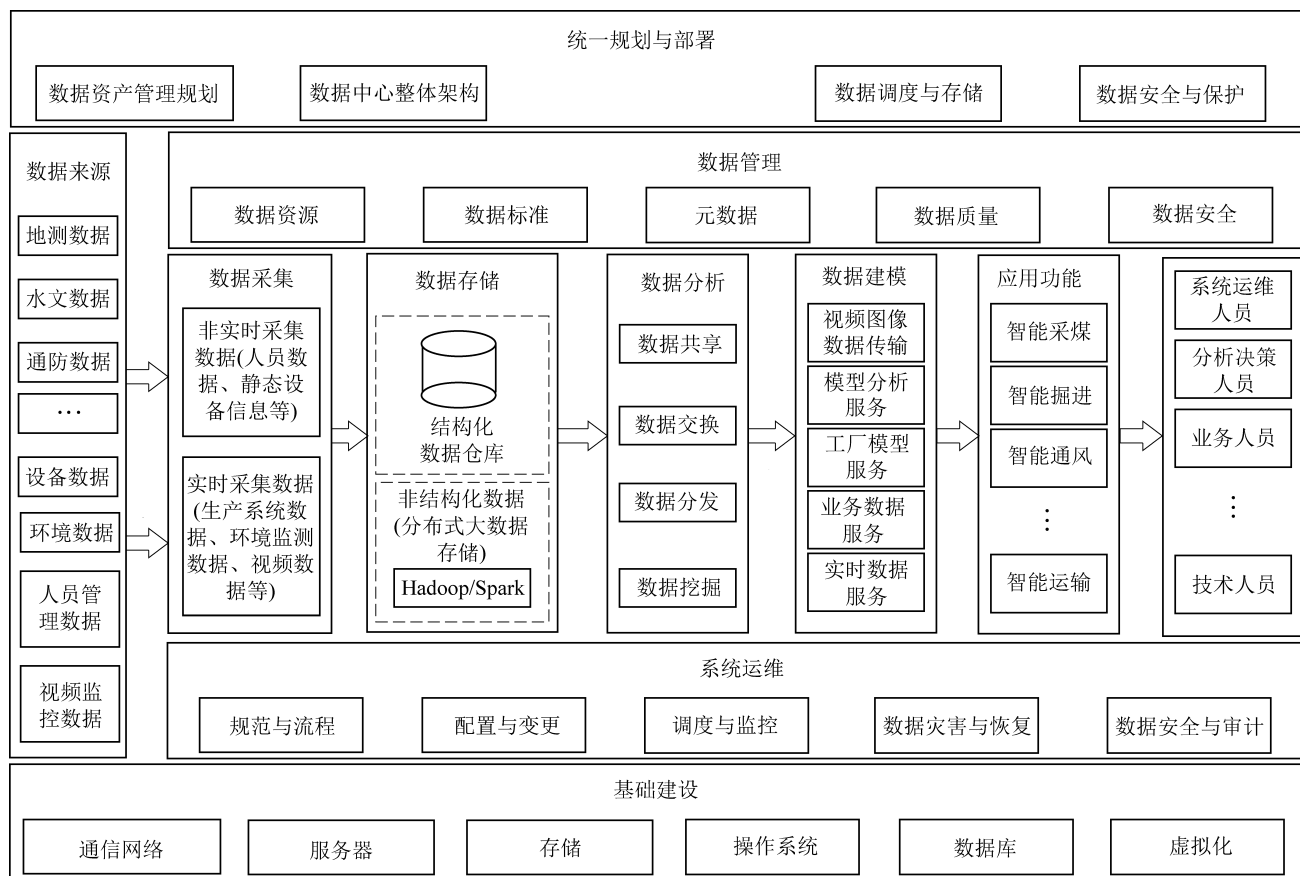 统一规划与部署
数据资产管理规划
数据中心整体架构
数据调度与存储
数据安全与保护
数据来源
地测数据
水文数据
通防数据
…
设备数据
环境数据
人员管
理数据
视频监
控数据
数据管理
数据资源
数据标准
元数据
数据质量
数据安全
数据采集
非实时采集
数据(人员数
据、静态设
备信息等)
实时采集数据
(生产系统数
据、环境监测
数据、视频数
据等)
数据存储
结构化
数据仓库
非结构化数据
(分布式大数据
存储)
Hadoop/Spark
数据分析
数据共享
数据交换
数据分发
数据挖掘
数据建模
视频图像
数据传输
模型分析
服务
工厂模型
服务
业务数据
服务
实时数据
服务
应用功能
智能采煤
智能掘进
智能通风
⋮
智能运输
系统运维
人员
分析决策
人员
业务人员
⋮
技术人员
系统运维
规范与流程
配置与变更
调度与监控
数据灾害与恢复
数据安全与审计
基础建设
通信网络
服务器
存储
操作系统
数据库
虚拟化